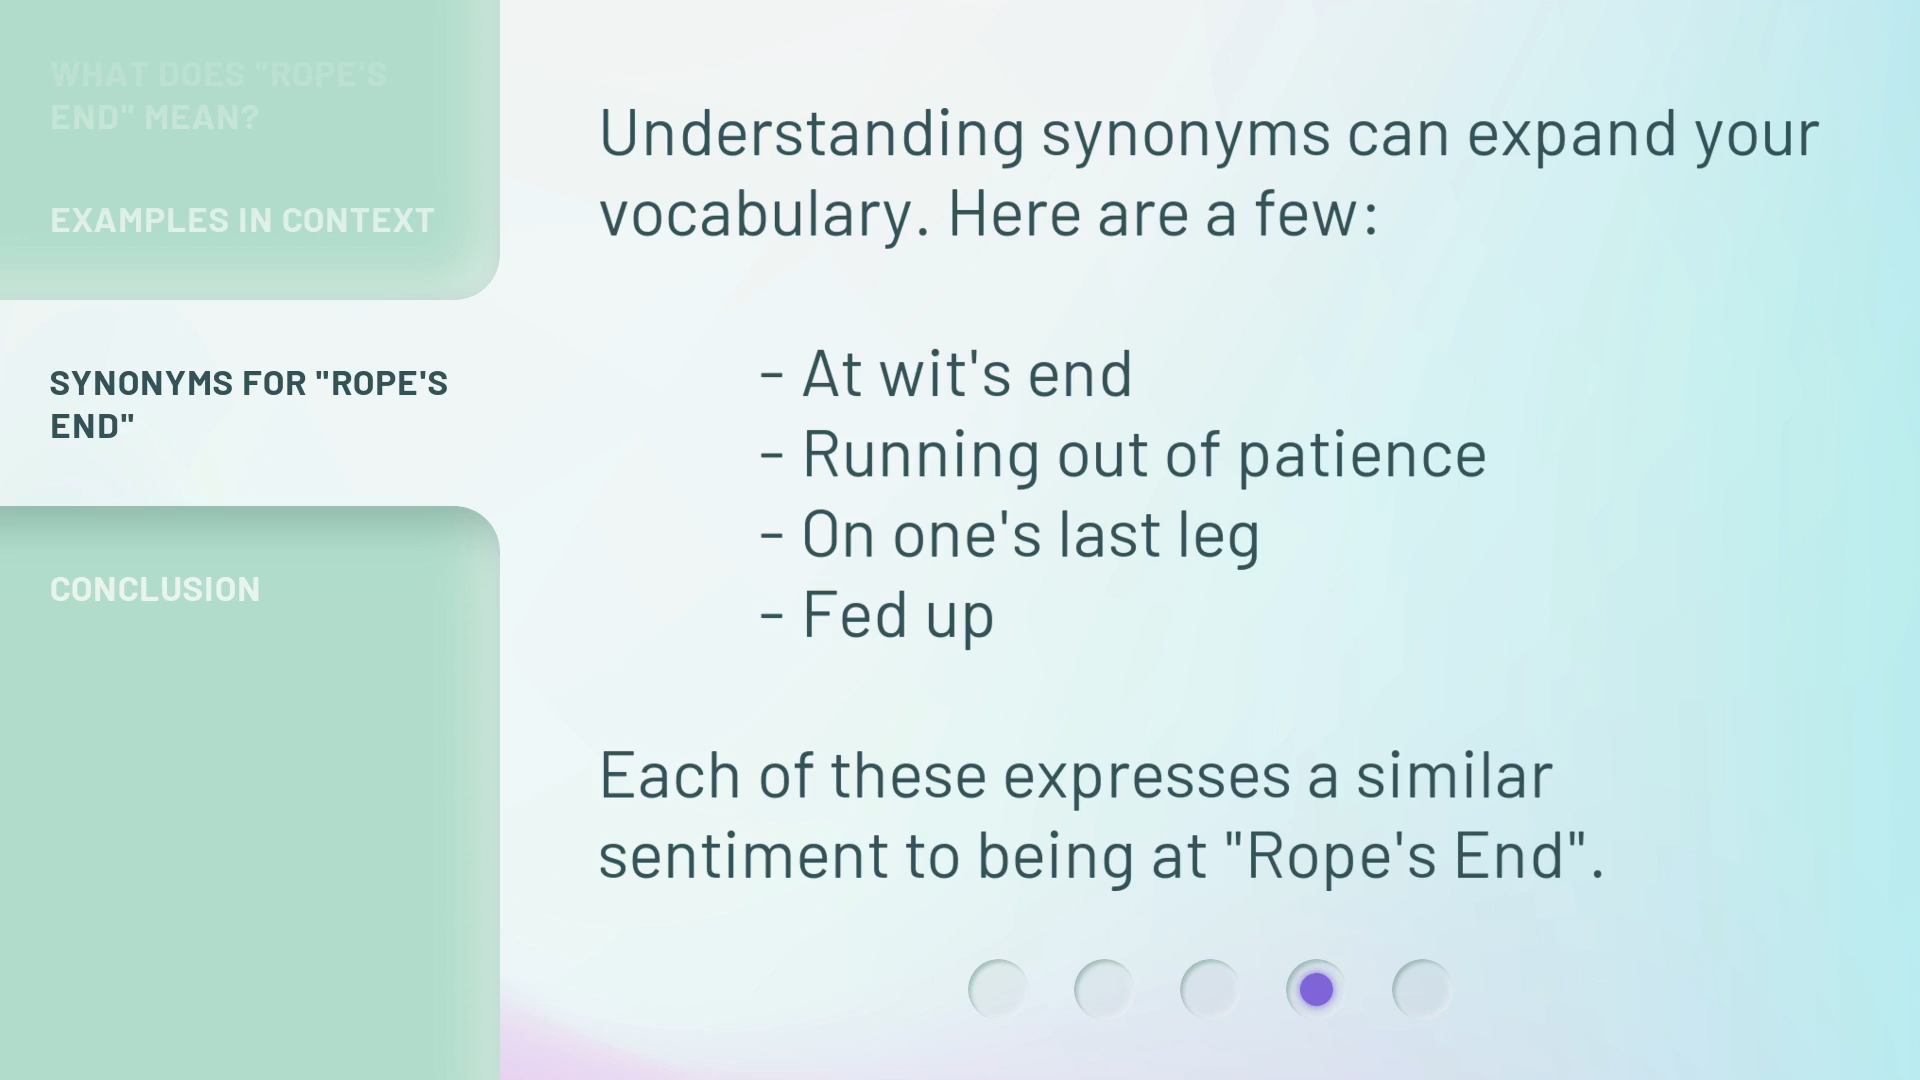 WHAT DOES "ROPE'S
END" MEAN?
EXAMPLES IN CONTEXT
SYNONYMS FOR "ROPE'S
END"
CONCLUSION
Understanding synonyms can expand your
vocabulary. Here are a few:
- At wit's end
- Running out of patience
- On one's last leg
- Fed up
Each of these expresses a similar
sentiment to being at "Rope's End".